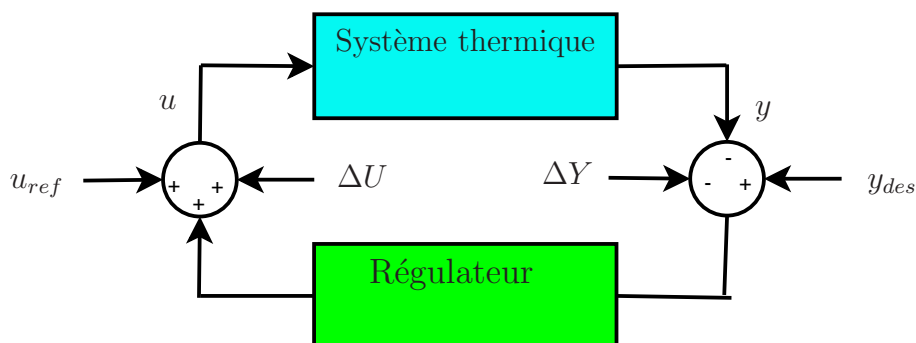 Système thermique
u
y
-
u_ref
+
+
ΔU
ΔY
-
+
y_des
+
Régulateur